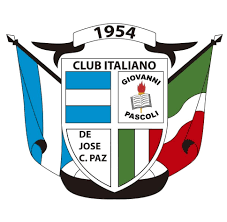 1954
CLUB ITALIANO
GIOVANNI
PASCOLI
DE
JOSE
C. PAZ